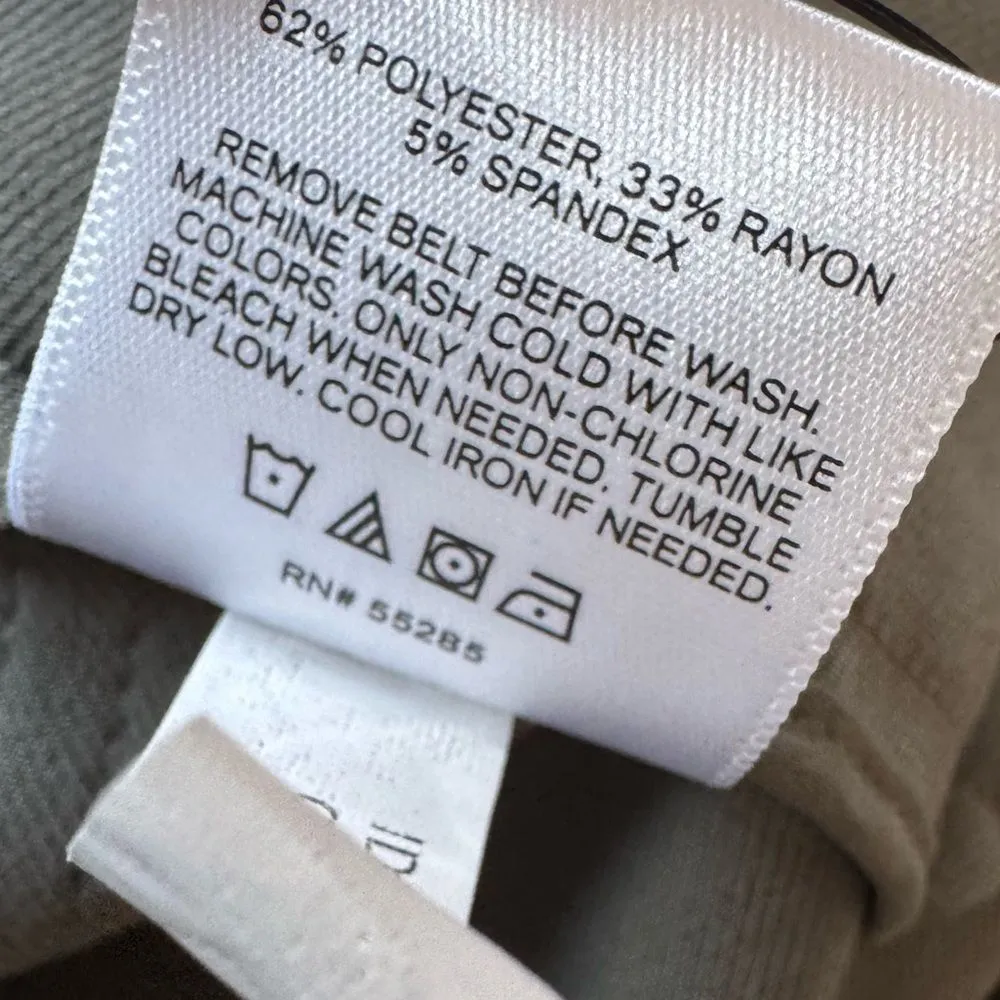 62% POLYESTER, 33% RAYON
5% SPANDEX
REMOVE BELT BEFORE WASH.
MACHINE WASH COLD WITH LIKE
COLORS. ONLY NON-CHLORINE
BLEACH WHEN NEEDED. TUMBLE
DRY LOW. COOL IRON IF NEEDED.
RN# 55285